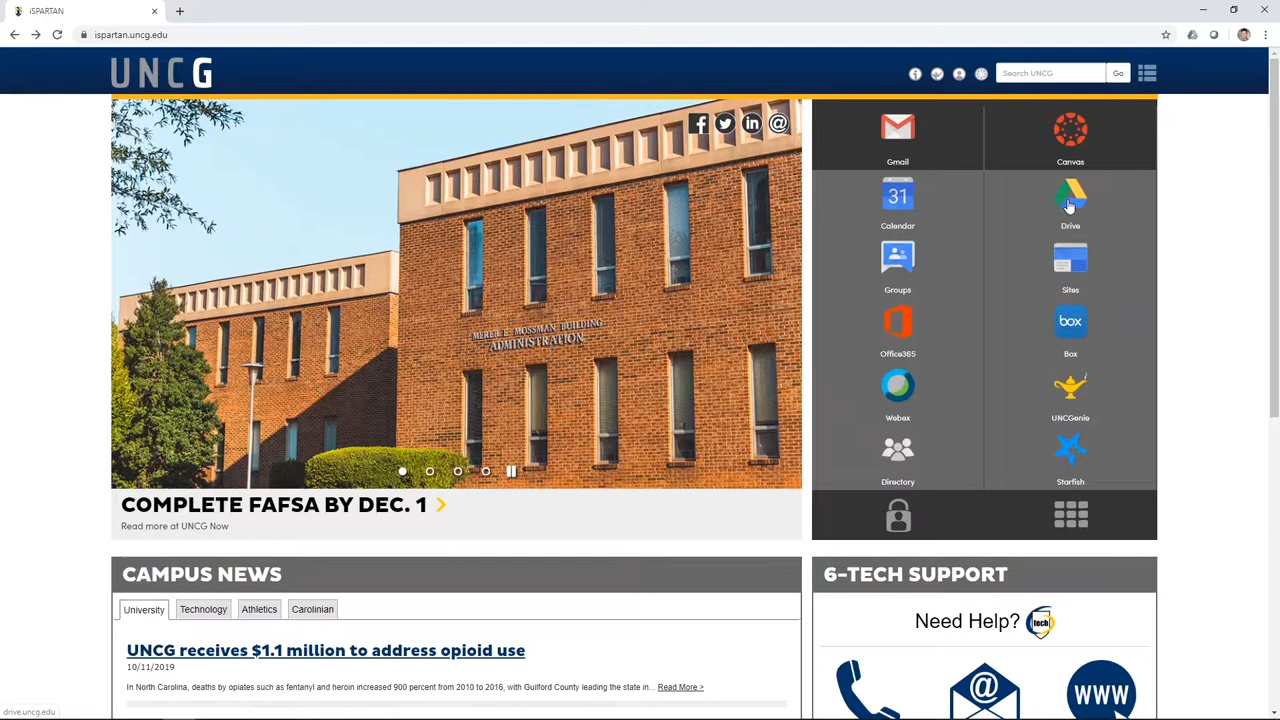 iSPARTAN
ispartan.uncg.edu
UNCG
Search UNCG
Go
Gmail
Canvas
31
Calendar
Drive
Groups
Sites
Office365
box
Box
Webex
UNCGenie
Directory
Starfish
MEREB E. MOSSMAN BUILDING
ADMINISTRATION
COMPLETE FAFSA BY DEC. 1
Read more at UNCG Now
CAMPUS NEWS
University
Technology
Athletics
Carolinian
UNCG receives $1.1 million to address opioid use
10/11/2019
In North Carolina, deaths by opiates such as fentanyl and heroin increased 900 percent from 2010 to 2016, with Guilford County leading the state in... Read More >
6-TECH SUPPORT
Need Help?
tech
@
WWW
drive.uncg.edu